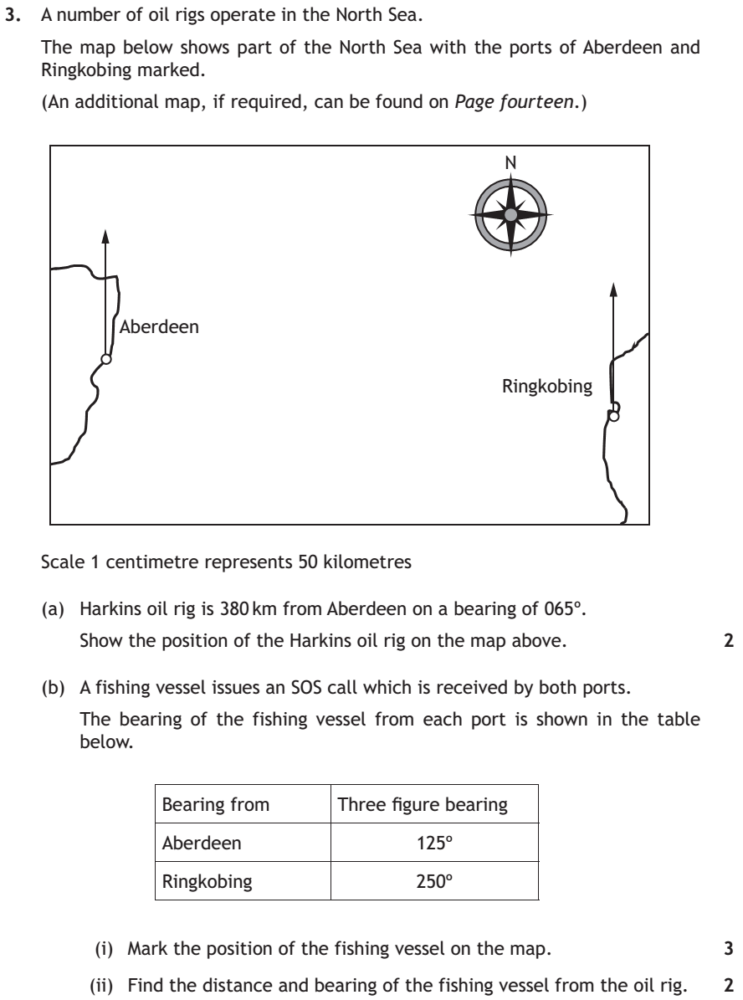 3. A number of oil rigs operate in the North Sea.
The map below shows part of the North Sea with the ports of Aberdeen and
Ringkobing marked.
(An additional map, if required, can be found on Page fourteen.)
N
Aberdeen
Ringkobing
Scale 1 centimetre represents 50 kilometres
(a) Harkins oil rig is 380 km from Aberdeen on a bearing of 065º.
Show the position of the Harkins oil rig on the map above. 2
(b) A fishing vessel issues an SOS call which is received by both ports.
The bearing of the fishing vessel from each port is shown in the table
below.
Bearing from Three figure bearing
Aberdeen 125º
Ringkobing 250º
(i) Mark the position of the fishing vessel on the map. 3
(ii) Find the distance and bearing of the fishing vessel from the oil rig. 2